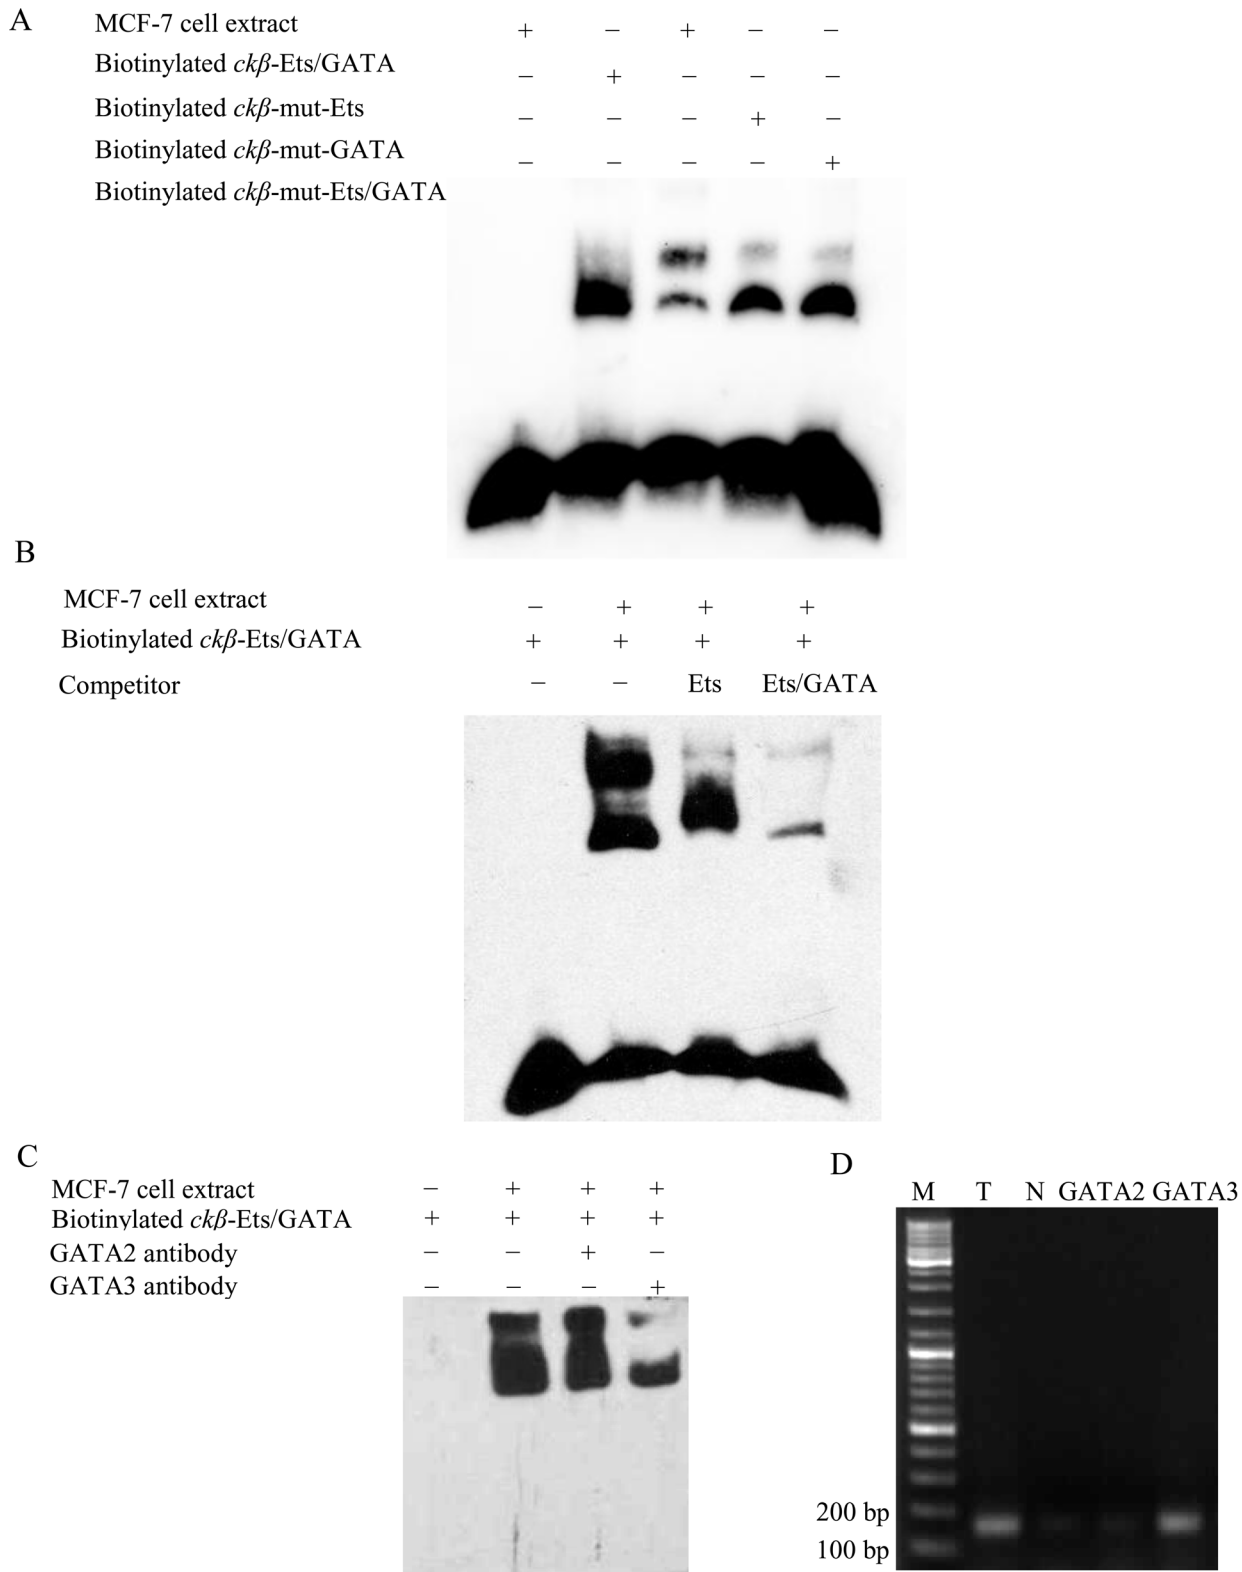 A
MCF-7 cell extract + − + − −
Biotinylated ckβ-Ets/GATA − + − − −
Biotinylated ckβ-mut-Ets − − − + −
Biotinylated ckβ-mut-GATA − − − − +
Biotinylated ckβ-mut-Ets/GATA
B
MCF-7 cell extract − + + +
Biotinylated ckβ-Ets/GATA + + + +
Competitor − − Ets Ets/GATA
C
MCF-7 cell extract − + + +
Biotinylated ckβ-Ets/GATA + + + +
GATA2 antibody − − + −
GATA3 antibody − − − +
D
M T N GATA2 GATA3
200 bp
100 bp